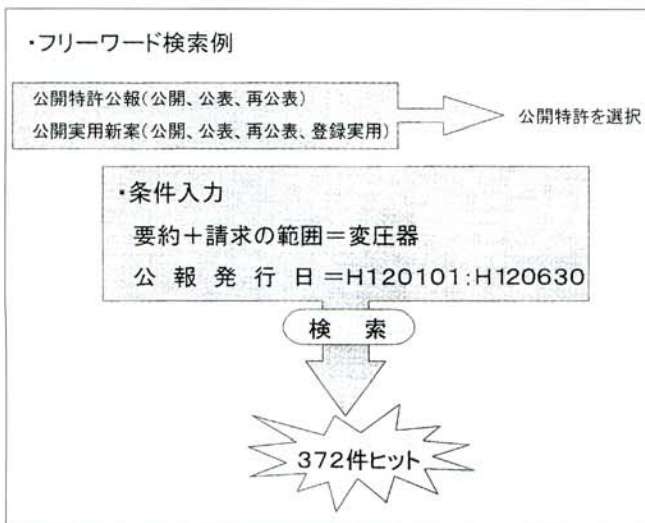 ・フリーワード検索例
公開特許公報(公開、公表、再公表)
公開実用新案(公開、公表、再公表、登録実用)
公開特許を選択
・条件入力
要約+請求の範囲=変圧器
公報発行日=H120101:H120630
検索
372件ヒット